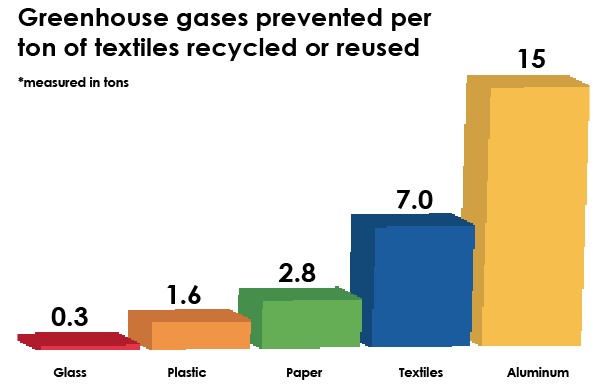 Greenhouse gases prevented per
ton of textiles recycled or reused
*measured in tons
15
7.0
2.8
1.6
0.3
Glass Plastic Paper Textiles Aluminum